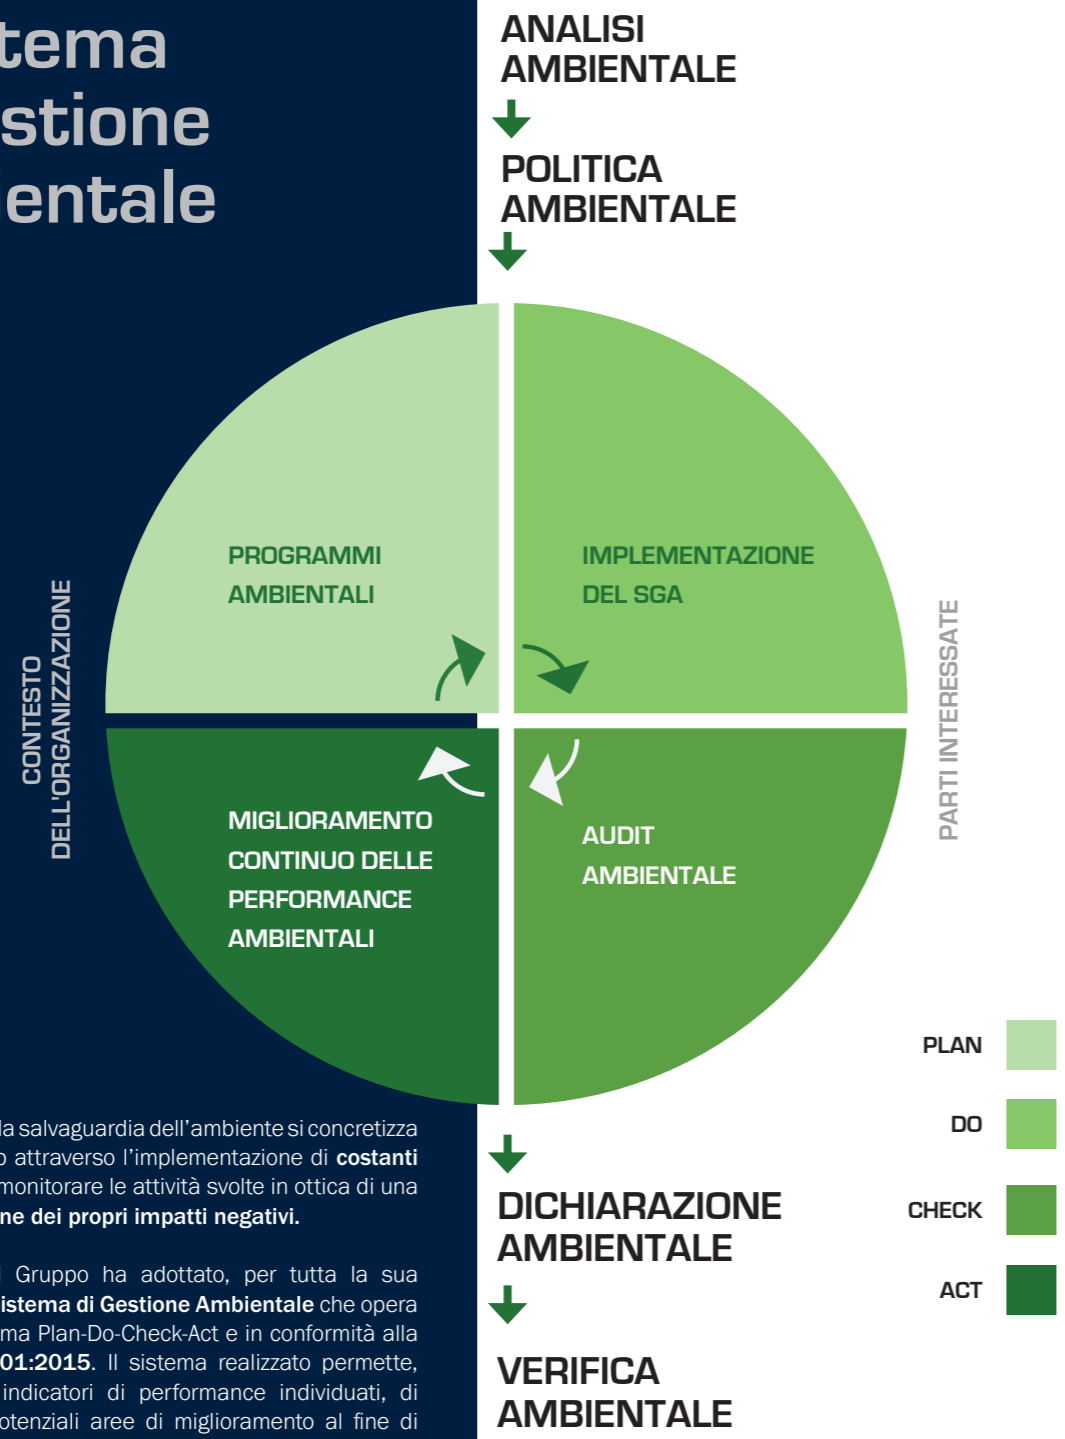 tema
stione
ientale
ANALISI
AMBIENTALE
POLITICA
AMBIENTALE
PROGRAMMI
AMBIENTALI
IMPLEMENTAZIONE
DEL SGA
CONTESTO
DELL'ORGANIZZAZIONE
PARTI INTERESSATE
MIGLIORAMENTO
CONTINUO DELLE
PERFORMANCE
AMBIENTALI
AUDIT
AMBIENTALE
PLAN
DO
CHECK
ACT
la salvaguardia dell'ambiente si concretizza
o attraverso l'implementazione di costanti
monitorare le attività svolte in ottica di una
ne dei propri impatti negativi.
Gruppo ha adottato, per tutta la sua
istema di Gestione Ambientale che opera
ma Plan-Do-Check-Act e in conformità alla
01:2015. Il sistema realizzato permette,
indicatori di performance individuati, di
otenziali aree di miglioramento al fine di
DICHIARAZIONE
AMBIENTALE
VERIFICA
AMBIENTALE